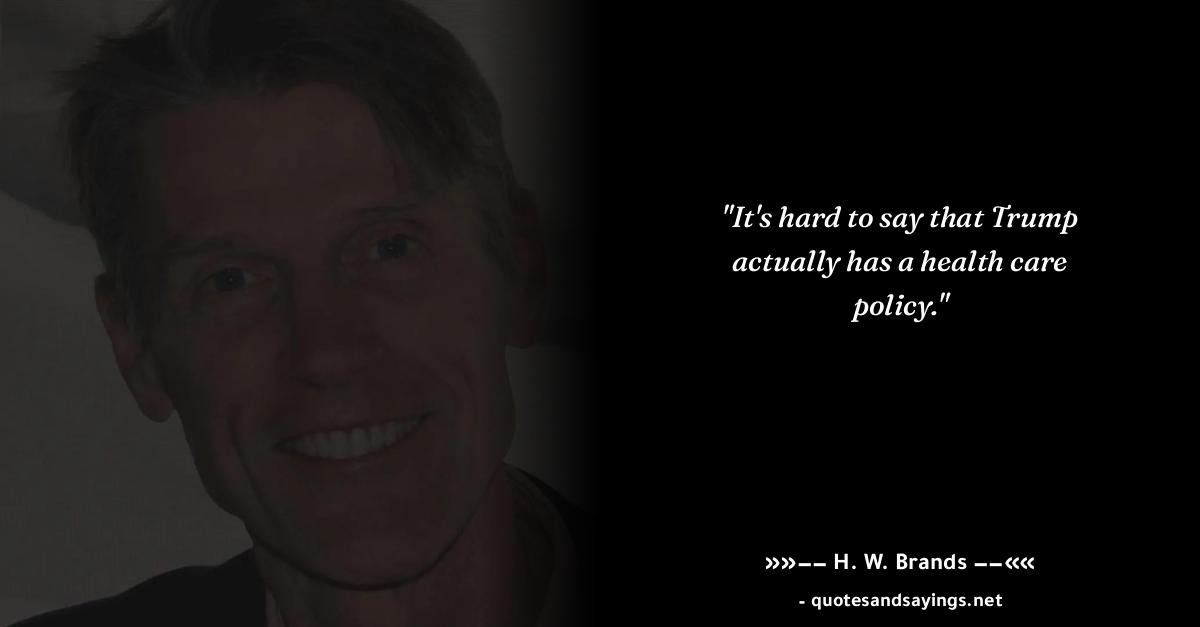 "It's hard to say that Trump
actually has a health care
policy."
»»−− H. W. Brands −−««
- quotesandsayings.net